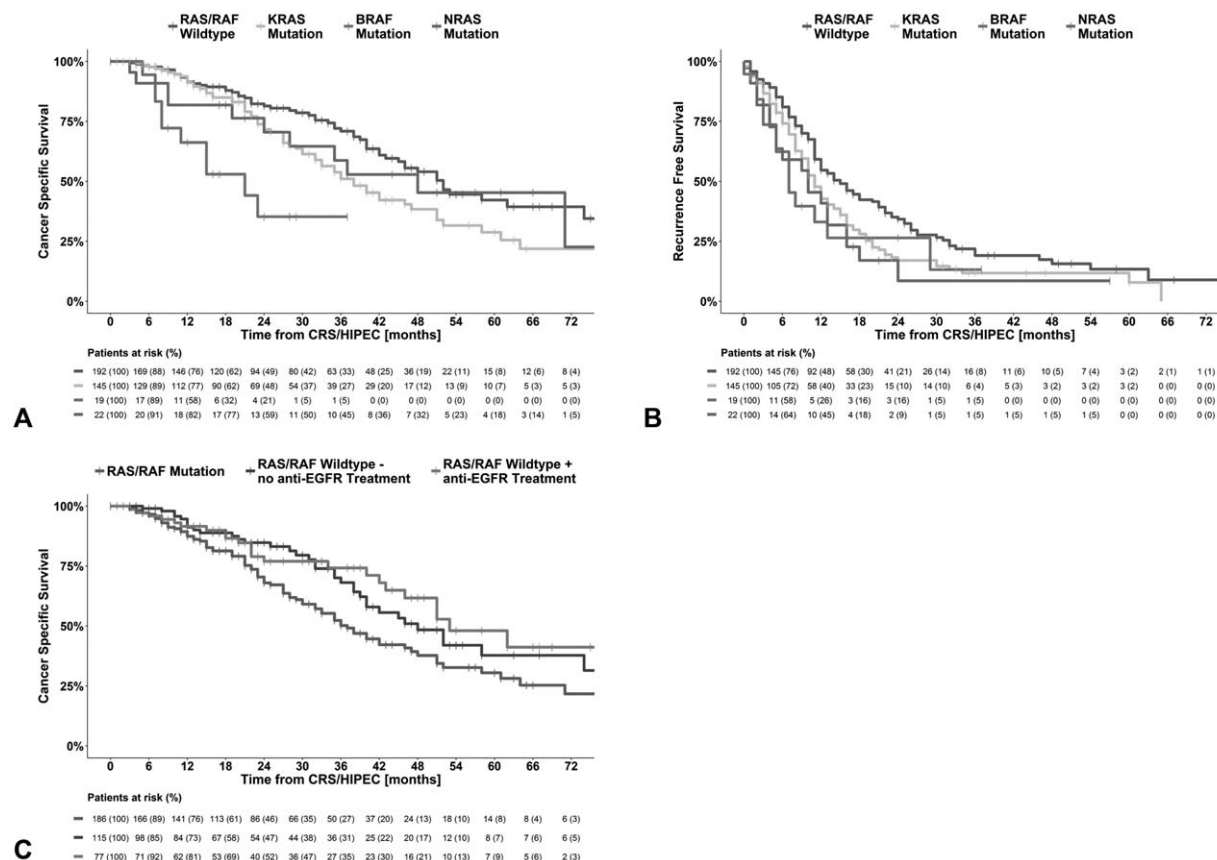 RAS/RAF Wildtype
KRAS Mutation
BRAF Mutation
NRAS Mutation
100%
75%
50%
25%
0%
Cancer Specific Survival
0 6 12 18 24 30 36 42 48 54 60 66 72
Time from CRS/HIPEC [months]
Patients at risk (%)
192 (100) 169 (88) 146 (76) 120 (62) 94 (49) 80 (42) 63 (33) 48 (25) 36 (19) 22 (11) 15 (8) 12 (6) 8 (4)
145 (100) 129 (89) 112 (77) 90 (62) 69 (48) 54 (37) 39 (27) 29 (20) 17 (12) 13 (9) 10 (7) 5 (3) 5 (3)
19 (100) 17 (89) 11 (58) 6 (32) 4 (21) 1 (5) 1 (5) 0 (0) 0 (0) 0 (0) 0 (0) 0 (0) 0 (0)
22 (100) 20 (91) 18 (82) 17 (77) 13 (59) 11 (50) 10 (45) 8 (36) 7 (32) 5 (23) 4 (18) 3 (14) 1 (5)
A
RAS/RAF Wildtype
KRAS Mutation
BRAF Mutation
NRAS Mutation
100%
75%
50%
25%
0%
Recurrence Free Survival
0 6 12 18 24 30 36 42 48 54 60 66 72
Time from CRS/HIPEC [months]
Patients at risk (%)
192 (100) 145 (76) 92 (48) 58 (30) 41 (21) 26 (14) 16 (8) 11 (6) 10 (5) 7 (4) 3 (2) 2 (1) 1 (1)
145 (100) 105 (72) 58 (40) 33 (23) 15 (10) 14 (10) 6 (4) 5 (3) 3 (2) 3 (2) 3 (2) 0 (0) 0 (0)
19 (100) 11 (58) 5 (26) 3 (16) 3 (16) 1 (5) 1 (5) 0 (0) 0 (0) 0 (0) 0 (0) 0 (0) 0 (0)
22 (100) 14 (64) 10 (45) 4 (18) 2 (9) 1 (5) 1 (5) 1 (5) 1 (5) 1 (5) 0 (0) 0 (0) 0 (0)
B
RAS/RAF Mutation
RAS/RAF Wildtype - no anti-EGFR Treatment
RAS/RAF Wildtype + anti-EGFR Treatment
100%
75%
50%
25%
0%
Cancer Specific Survival
0 6 12 18 24 30 36 42 48 54 60 66 72
Time from CRS/HIPEC [months]
Patients at risk (%)
186 (100) 166 (89) 141 (76) 113 (61) 86 (46) 66 (35) 50 (27) 37 (20) 24 (13) 18 (10) 14 (8) 8 (4) 6 (3)
115 (100) 98 (85) 84 (73) 67 (58) 54 (47) 44 (38) 36 (31) 25 (22) 20 (17) 12 (10) 8 (7) 7 (6) 6 (5)
77 (100) 71 (92) 62 (81) 53 (69) 40 (52) 36 (47) 27 (35) 23 (30) 16 (21) 10 (13) 7 (9) 5 (6) 2 (3)
C